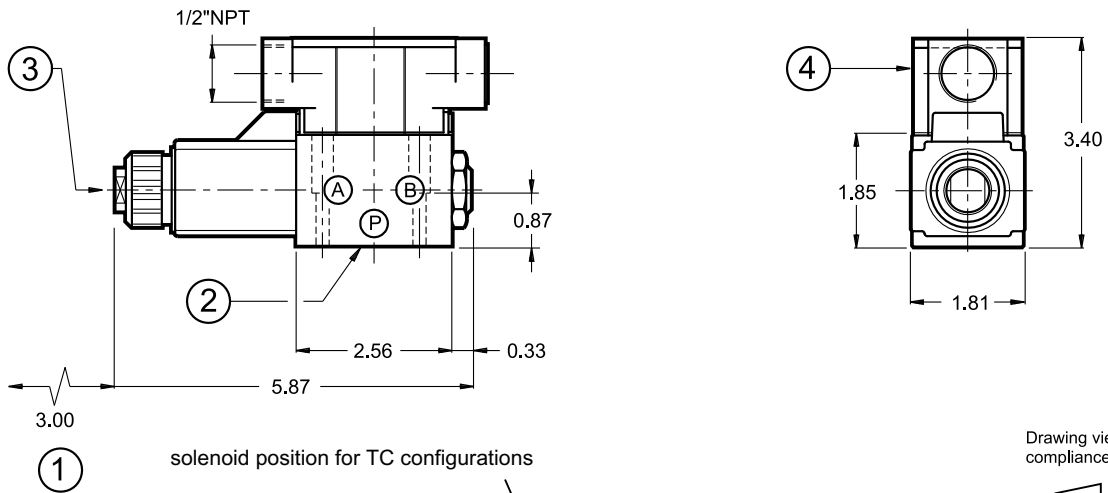 1/2"NPT
3
4
A
B
P
3.40
1.85
0.87
2
1.81
2.56
0.33
5.87
3.00
1
solenoid position for TC configurations
Drawing vie
compliance